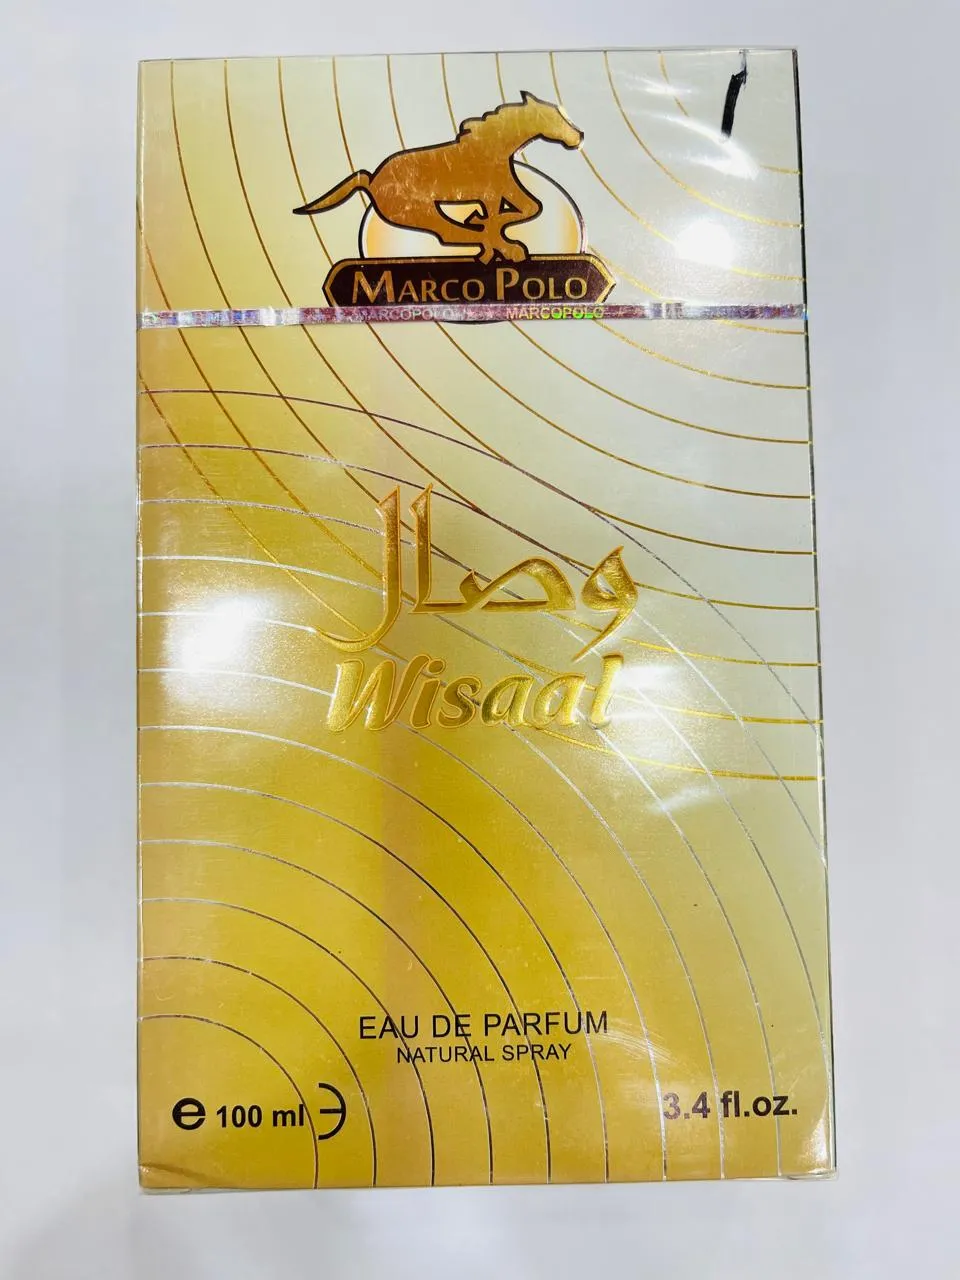 MARCO POLO
MARCOPOLO MARCOPOLO
وصال
Wisaal
EAU DE PARFUM
NATURAL SPRAY
e 100 ml
3.4 fl.oz.